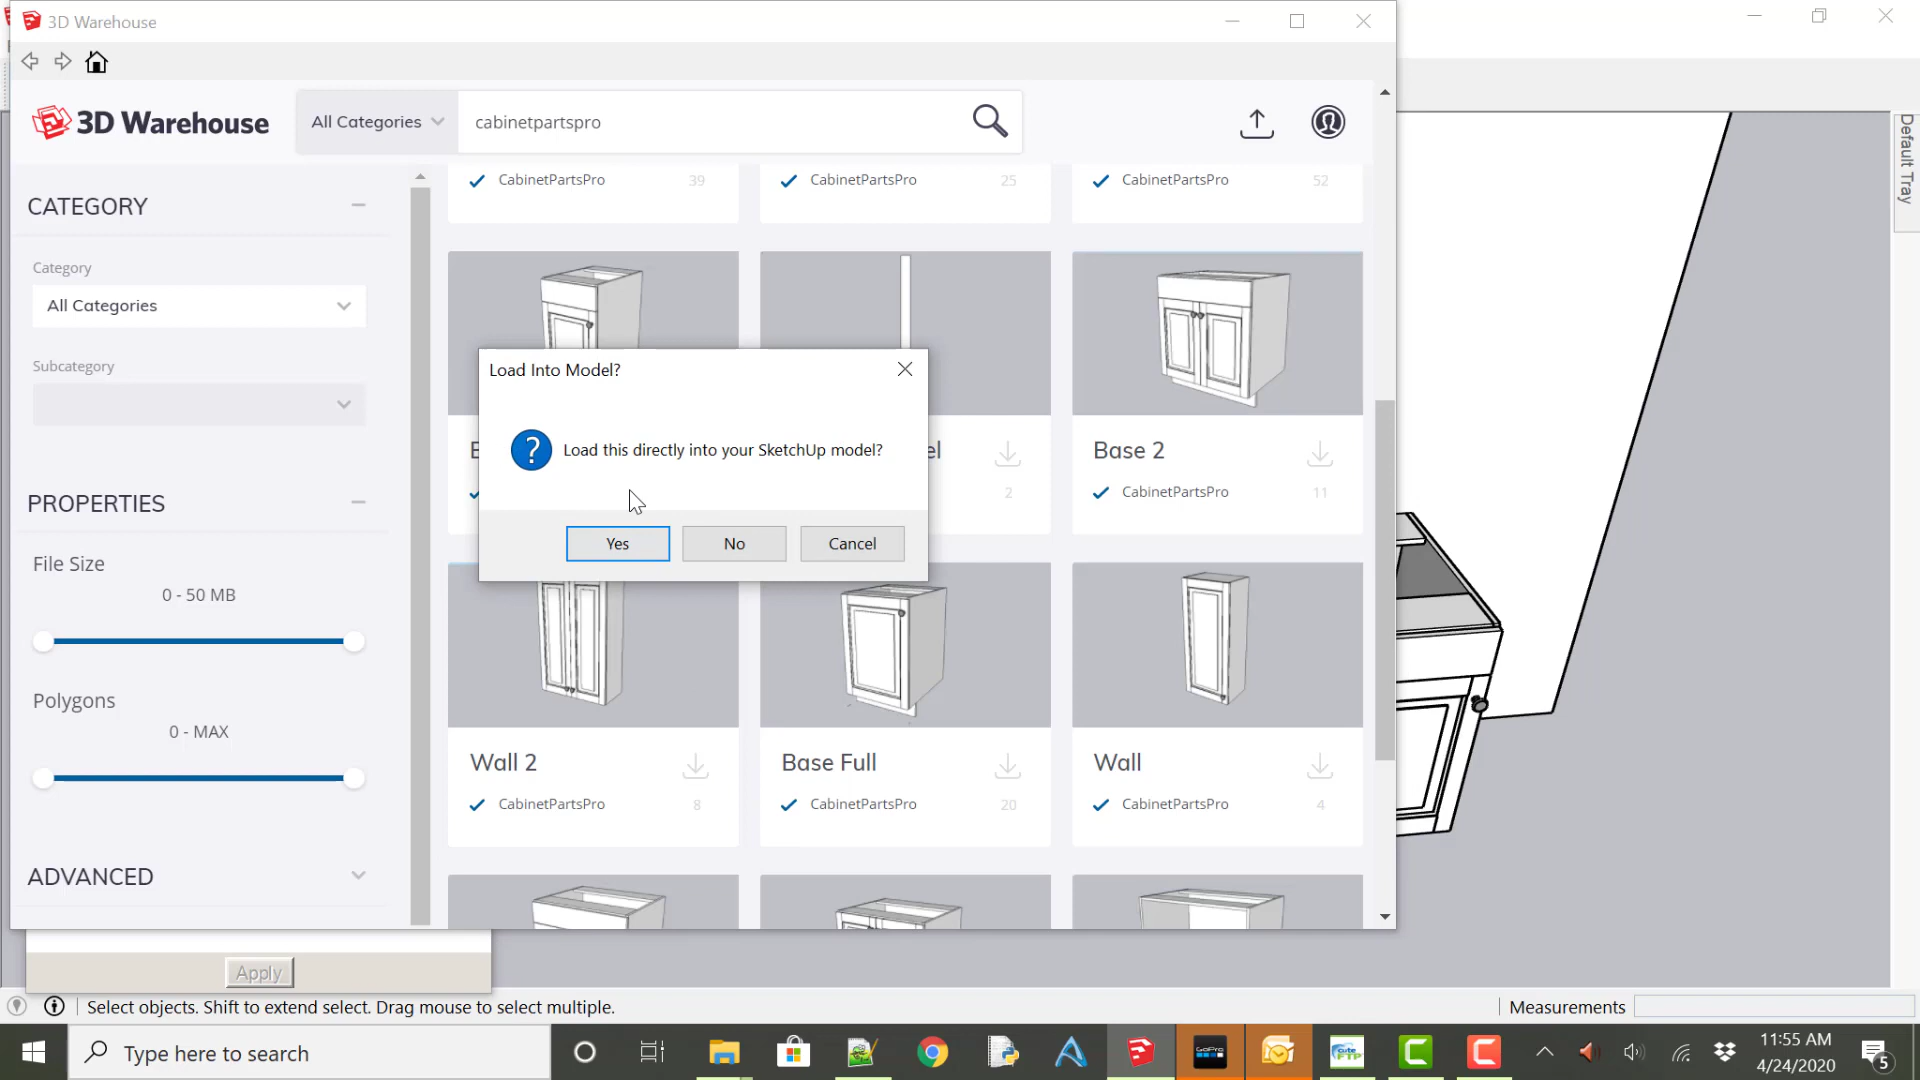 3D Warehouse
3D Warehouse
All Categories
cabinetpartspro
Default Tray
CATEGORY
CabinetPartsPro 39
CabinetPartsPro 25
CabinetPartsPro 52
Category
All Categories
Subcategory
Load Into Model?
Load this directly into your SketchUp model?
Yes
No
Cancel
el
2
Base 2
CabinetPartsPro 11
PROPERTIES
File Size
0 - 50 MB
Polygons
0 - MAX
Wall 2
CabinetPartsPro 8
Base Full
CabinetPartsPro 20
Wall
CabinetPartsPro 4
ADVANCED
Apply
Select objects. Shift to extend select. Drag mouse to select multiple.
Measurements
Type here to search
GoPro
FTP
11:55 AM
4/24/2020
5